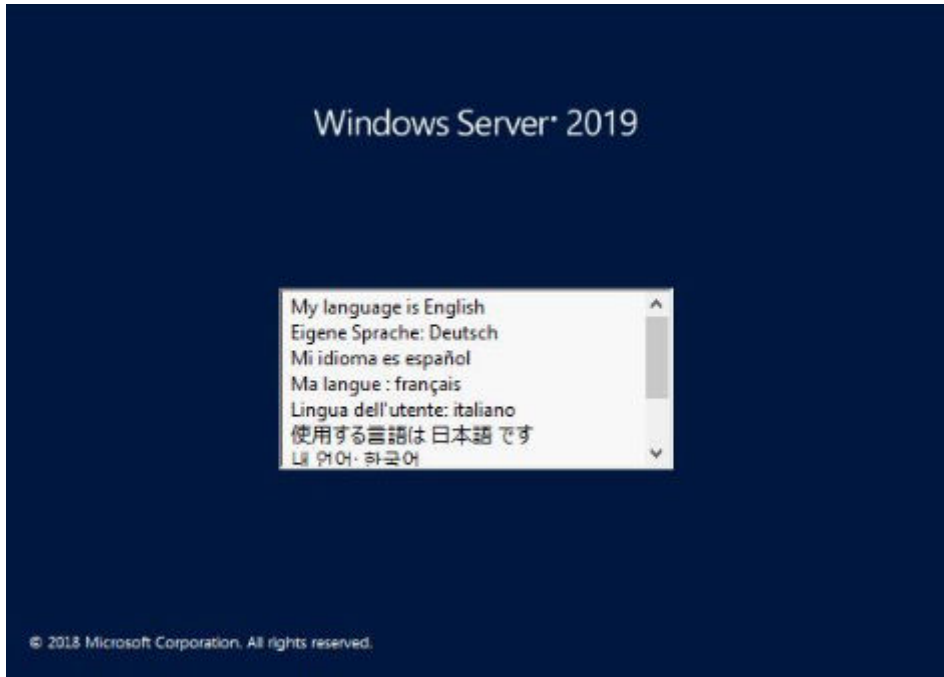 Windows Server® 2019
My language is English
Eigene Sprache: Deutsch
Mi idioma es español
Ma langue : français
Lingua dell'utente: italiano
使用する言語は 日本語 です
내 언어: 한국어
© 2018 Microsoft Corporation. All rights reserved.